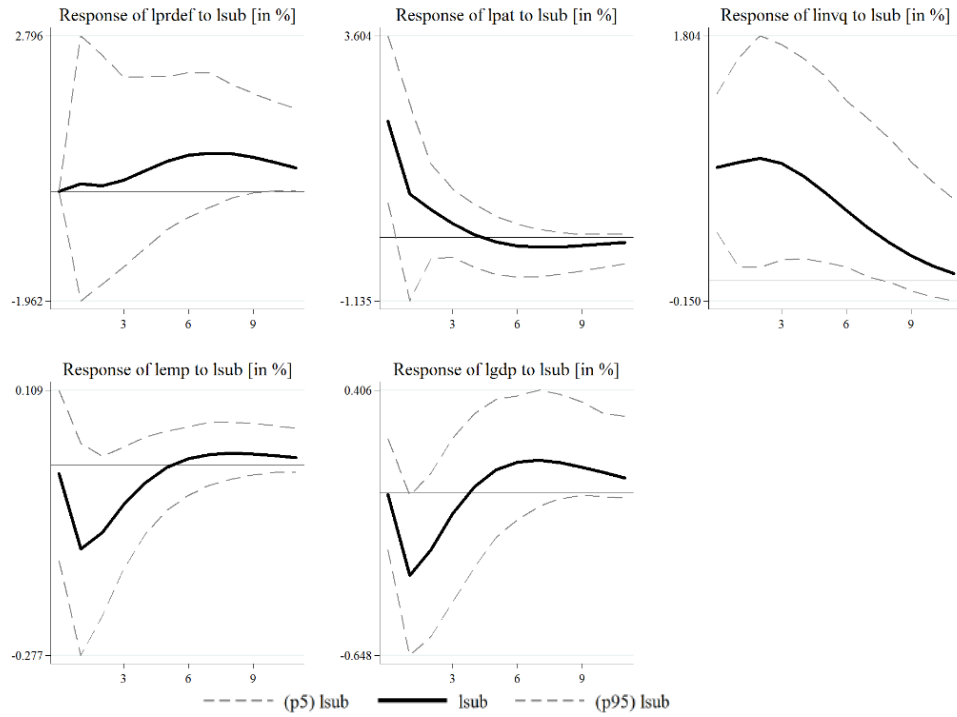 Response of lprdef to lsub [in %]
2.796
-1.962
3 6 9
Response of lpat to lsub [in %]
3.604
-1.135
3 6 9
Response of linvq to lsub [in %]
1.804
-0.150
3 6 9
Response of lemp to lsub [in %]
0.109
-0.277
3 6 9
Response of lgdp to lsub [in %]
0.406
-0.648
3 6 9
(p5) lsub lsub (p95) lsub